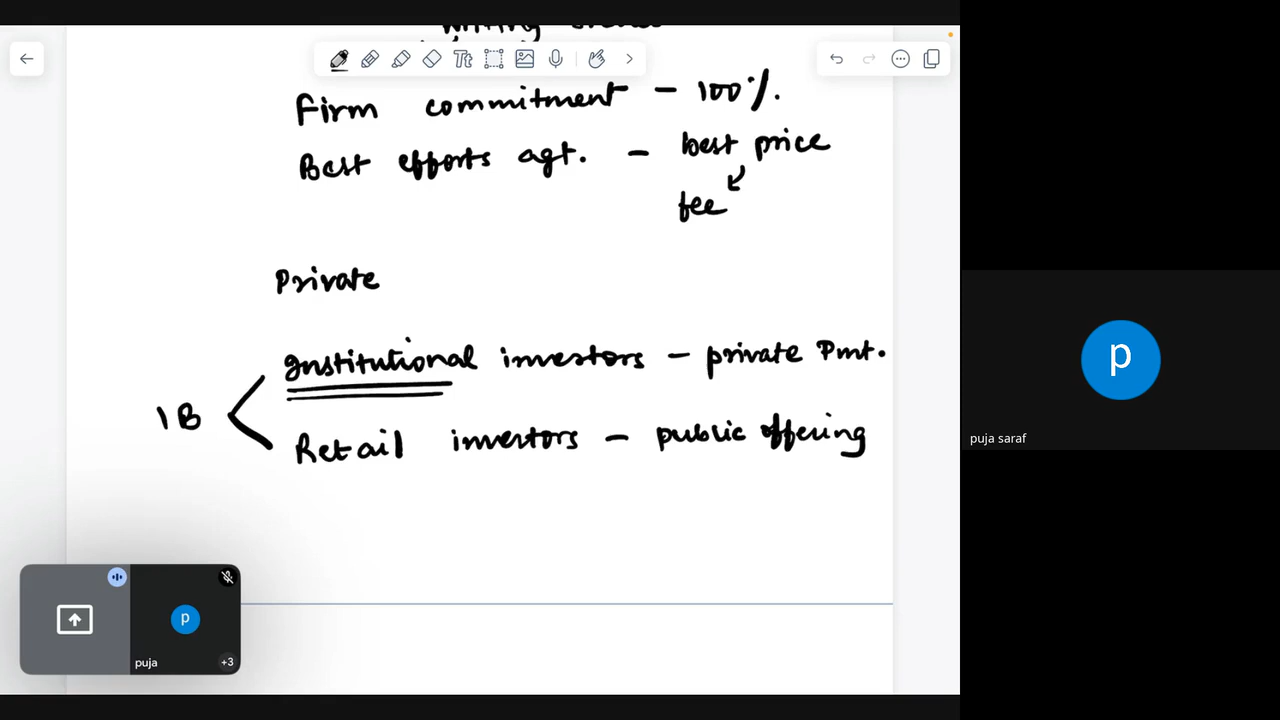 Tt
Firm commitment - 100%.
Best efforts agt. - best price
fee
Private
Institutional investors - private Pmt.
IB
Retail investors - public offering
p
puja saraf
p
puja
+3